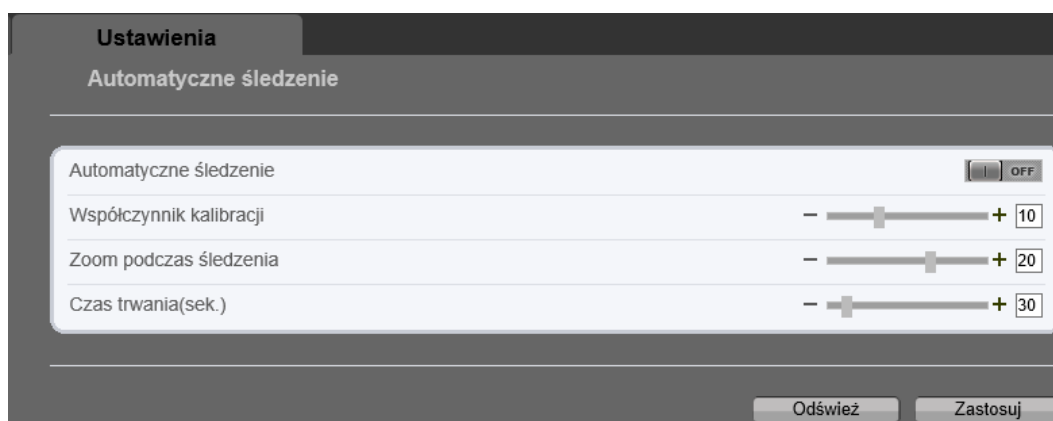 Ustawienia
Automatyczne śledzenie
Automatyczne śledzenie OFF
Współczynnik kalibracji − + 10
Zoom podczas śledzenia − + 20
Czas trwania(sek.) − + 30
Odśwież Zastosuj